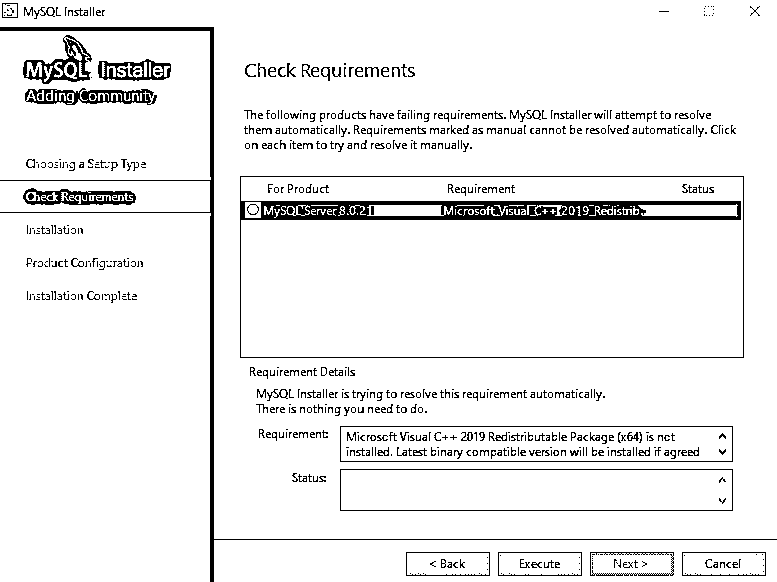 MySQL Installer
MySQL Installer
Adding Community
Choosing a Setup Type
Check Requirements
Installation
Product Configuration
Installation Complete
Check Requirements
The following products have failing requirements. MySQL Installer will attempt to resolve
them automatically. Requirements marked as manual cannot be resolved automatically. Click
on each item to try and resolve it manually.
For Product Requirement Status
MySQL Server 8.0.21 Microsoft Visual C++ 2019 Redistrib...
Requirement Details
MySQL Installer is trying to resolve this requirement automatically.
There is nothing you need to do.
Requirement: Microsoft Visual C++ 2019 Redistributable Package (x64) is not
installed. Latest binary compatible version will be installed if agreed
Status:
< Back Execute Next > Cancel